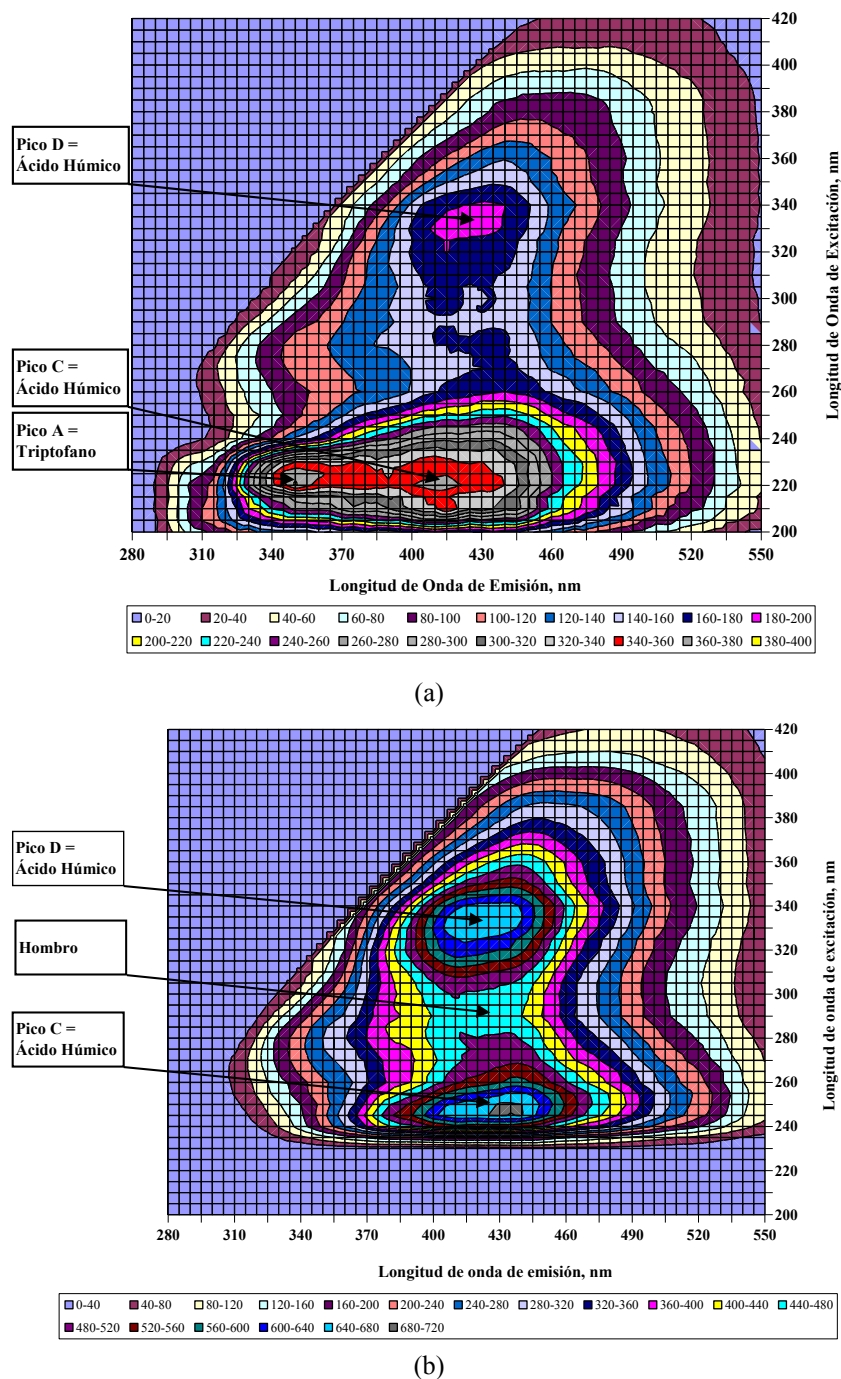 Pico D =
Ácido Húmico
Pico C =
Ácido Húmico
Pico A =
Triptofano
420
400
380
360
340
320
300
280
260
240
220
200
Longitud de Onda de Excitación, nm
280 310 340 370 400 430 460 490 520 550
Longitud de Onda de Emisión, nm
0-20 20-40 40-60 60-80 80-100 100-120 120-140 140-160 160-180 180-200
200-220 220-240 240-260 260-280 280-300 300-320 320-340 340-360 360-380 380-400
(a)
Pico D =
Ácido Húmico
Hombro
Pico C =
Ácido Húmico
420
400
380
360
340
320
300
280
260
240
220
200
Longitud de onda de excitación, nm
280 310 340 370 400 430 460 490 520 550
Longitud de onda de emisión, nm
0-40 40-80 80-120 120-160 160-200 200-240 240-280 280-320 320-360 360-400 400-440 440-480
480-520 520-560 560-600 600-640 640-680 680-720
(b)